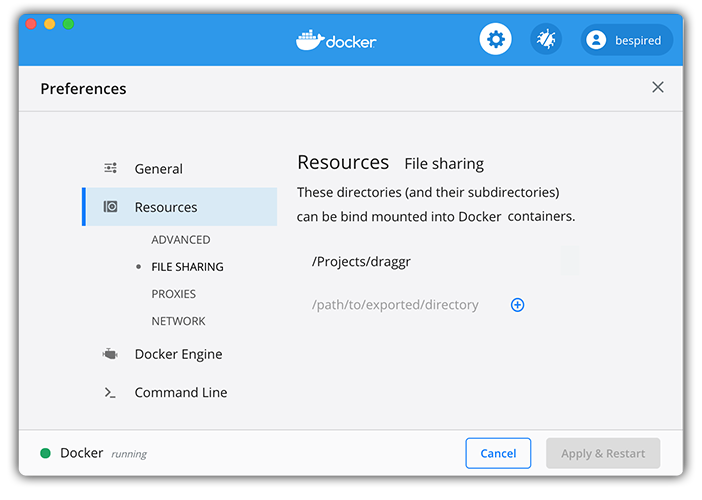 docker
bespired
Preferences
General
Resources
ADVANCED
FILE SHARING
PROXIES
NETWORK
Docker Engine
Command Line
Resources File sharing
These directories (and their subdirectories)
can be bind mounted into Docker containers.
/Projects/draggr
/path/to/exported/directory
Docker running
Cancel
Apply & Restart